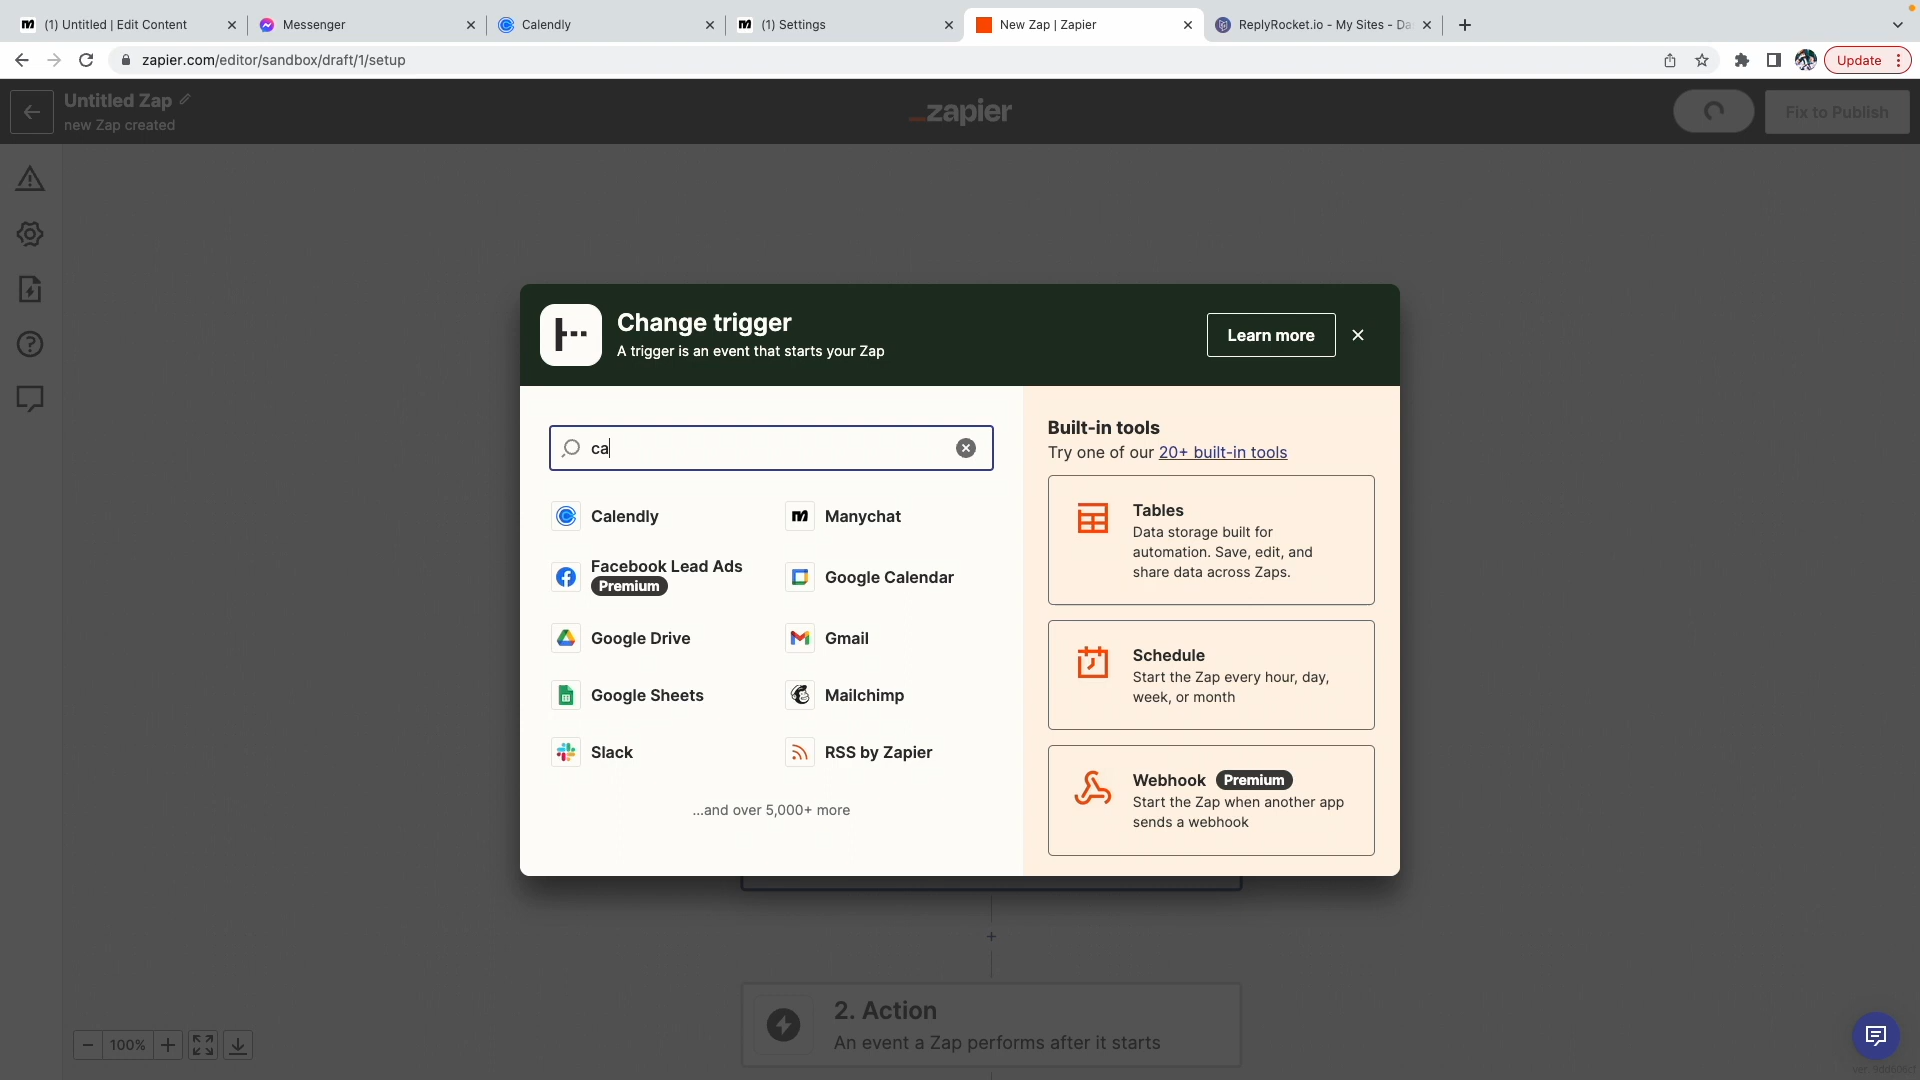 (1) Untitled | Edit Content
Messenger
Calendly
(1) Settings
New Zap | Zapier
ReplyRocket.io - My Sites - Da
zapier.com/editor/sandbox/draft/1/setup
Update
Untitled Zap
new Zap created
zapier
Fix to Publish
Change trigger
A trigger is an event that starts your Zap
Learn more
ca
Calendly
Manychat
Facebook Lead Ads
Premium
Google Calendar
Google Drive
Gmail
Google Sheets
Mailchimp
Slack
RSS by Zapier
...and over 5,000+ more
Built-in tools
Try one of our 20+ built-in tools
Tables
Data storage built for
automation. Save, edit, and
share data across Zaps.
Schedule
Start the Zap every hour, day,
week, or month
Webhook Premium
Start the Zap when another app
sends a webhook
2. Action
An event a Zap performs after it starts
100%